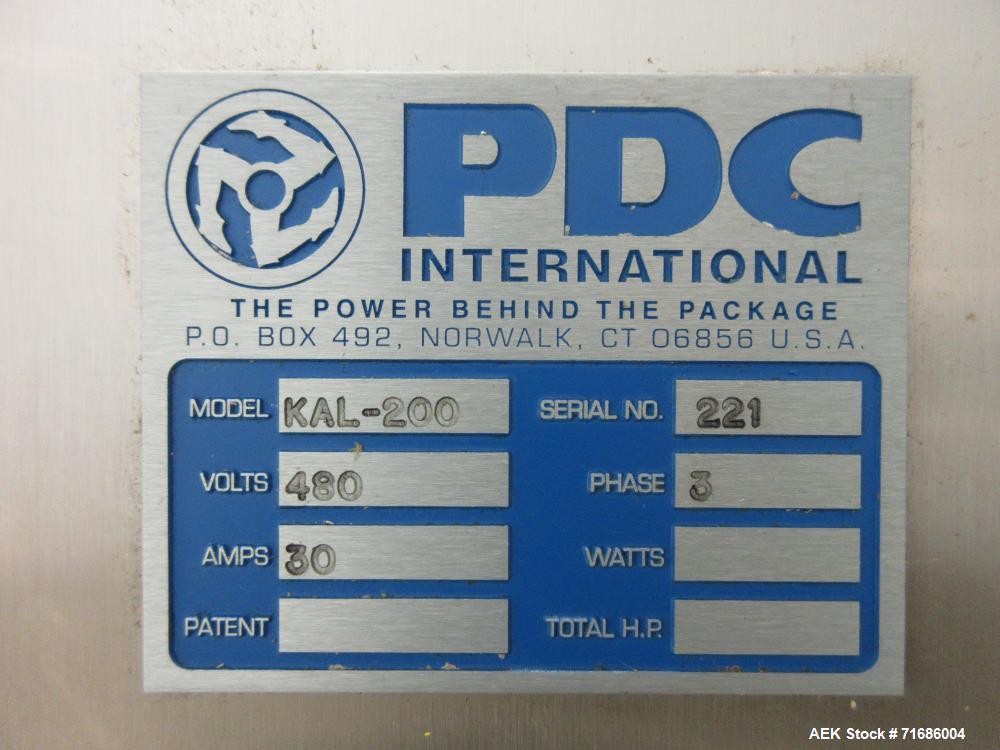 PDC
INTERNATIONAL
THE POWER BEHIND THE PACKAGE
P.O. BOX 492, NORWALK, CT 06856 U.S.A.
MODEL KAL-200 SERIAL NO. 221
VOLTS 480 PHASE 3
AMPS 30 WATTS
PATENT TOTAL H.P.
AEK Stock # 71686004